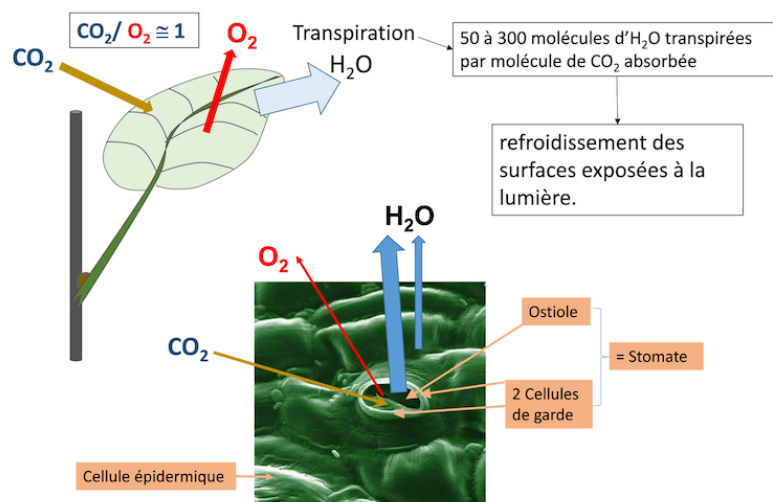 CO₂/ O₂ ≅ 1
O₂
CO₂
Transpiration
H₂O
50 à 300 molécules d’H₂O transpirées
par molécule de CO₂ absorbée
refroidissement des
surfaces exposées à la
lumière.
H₂O
O₂
CO₂
Ostiole
= Stomate
2 Cellules
de garde
Cellule épidermique